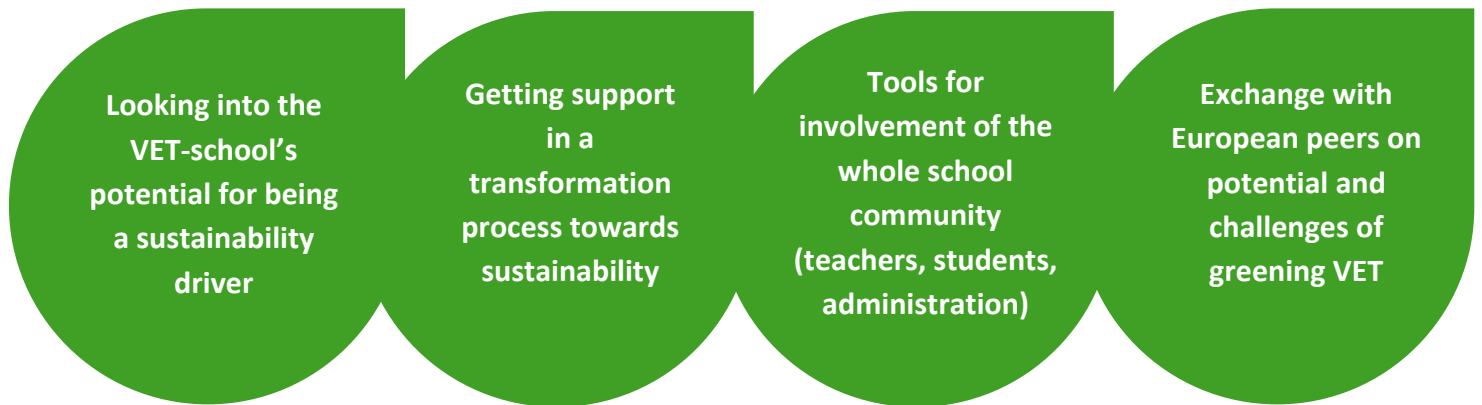 Looking into the
VET-school’s
potential for being
a sustainability
driver
Getting support
in a
transformation
process towards
sustainability
Tools for
involvement of the
whole school
community
(teachers, students,
administration)
Exchange with
European peers on
potential and
challenges of
greening VET